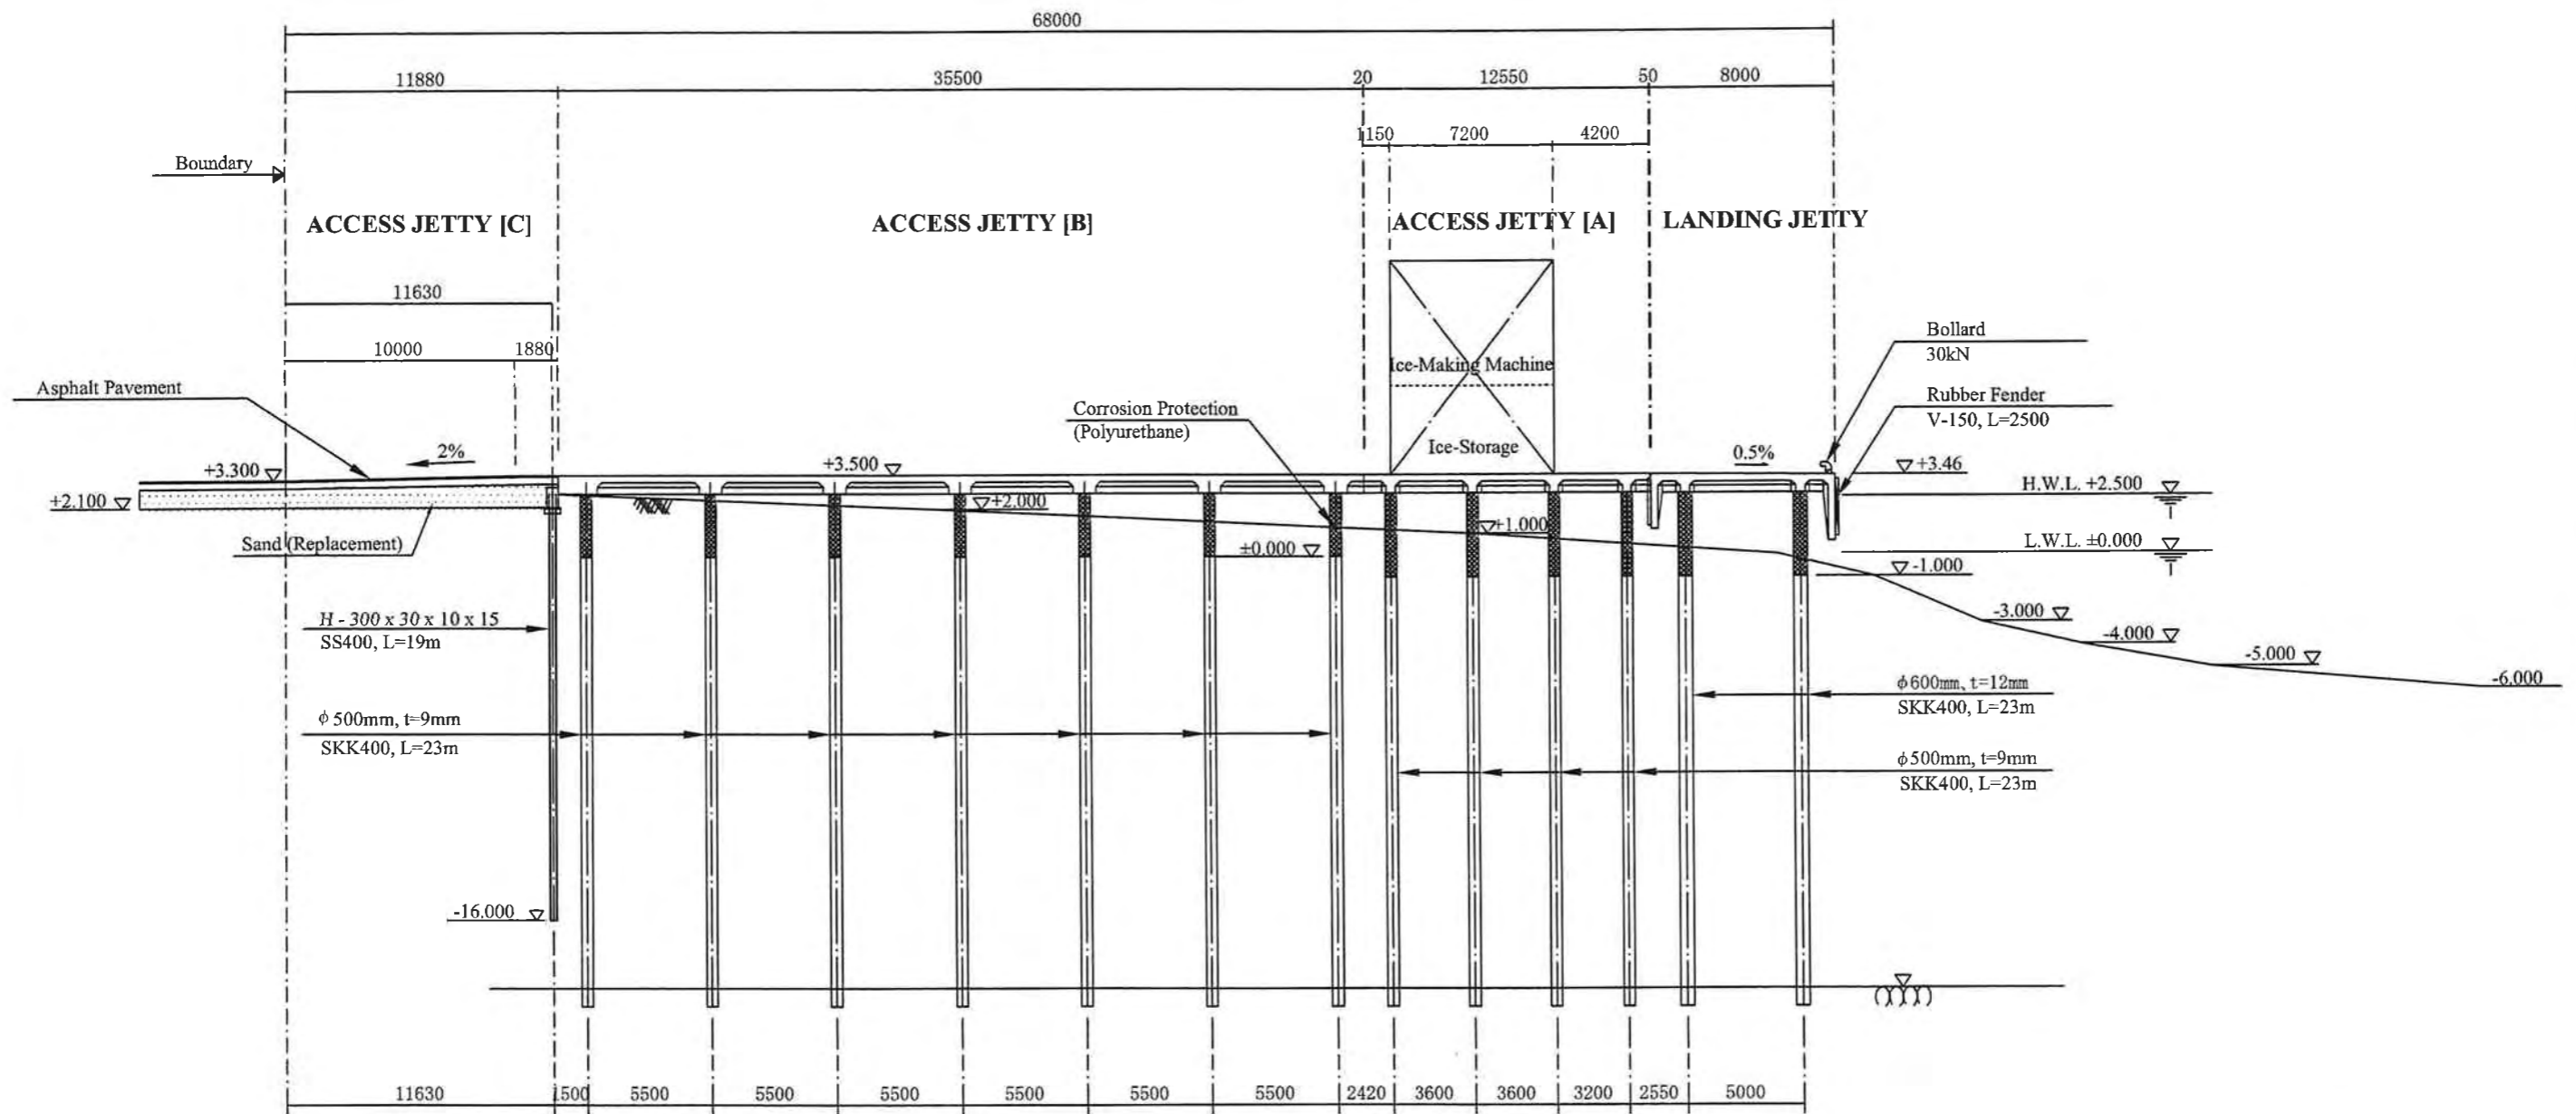 68000
11880 35500 20 12550 50 8000
1150 7200 4200
Boundary
ACCESS JETTY [C] ACCESS JETTY [B] ACCESS JETTY [A] LANDING JETTY
11630
10000 1880
Bollard
30kN
Ice-Making Machine
Asphalt Pavement
Rubber Fender
V-150, L=2500
Corrosion Protection
(Polyurethane)
Ice-Storage
2%
0.5%
+3.300
+3.500
+3.46
H.W.L. +2.500
+2.100
+2.000
+1.000
Sand (Replacement)
±0.000
L.W.L. ±0.000
-1.000
-3.000
H - 300 x 30 x 10 x 15
SS400, L=19m
-4.000
-5.000
-6.000
ϕ600mm, t=12mm
SKK400, L=23m
ϕ 500mm, t=9mm
SKK400, L=23m
ϕ500mm, t=9mm
SKK400, L=23m
-16.000
11630 1500 5500 5500 5500 5500 5500 5500 2420 3600 3600 3200 2550 5000